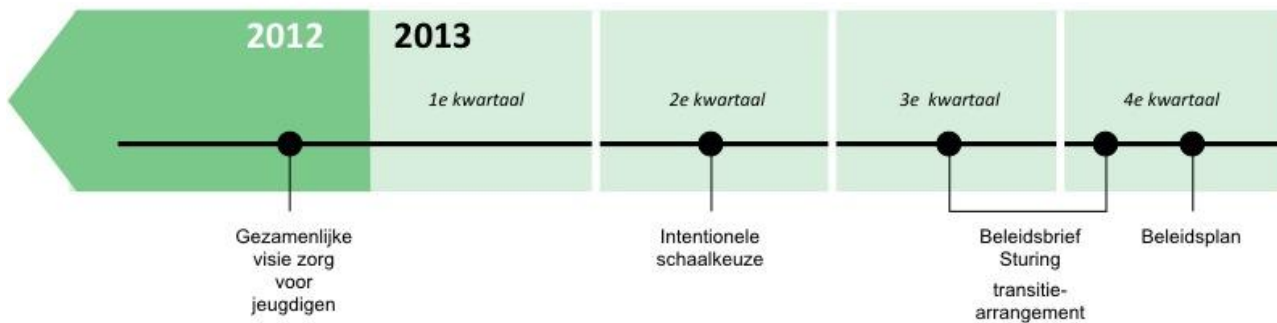 2012
2013
1e kwartaal
2e kwartaal
3e kwartaal
4e kwartaal
Gezamenlijke
visie zorg
voor
jeugdigen
Intentionele
schaalkeuze
Beleidsbrief
Sturing
transitie-
arrangement
Beleidsplan